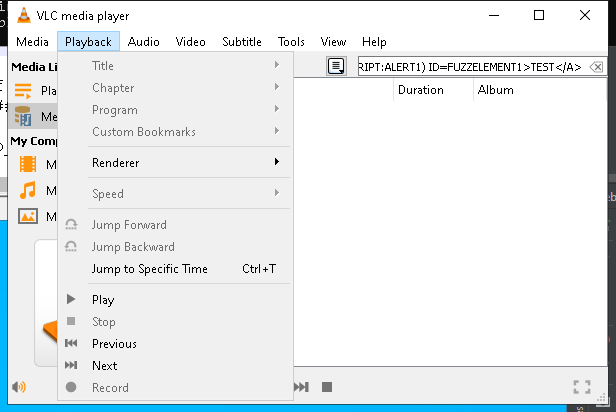 VLC media player
Media Playback Audio Video Subtitle Tools View Help
Media Li
RIPT:ALERT1) ID=FUZZELEMENT1>TEST</A>
Pla
Me
Duration Album
My Comp
M
M
M
Title
Chapter
Program
Custom Bookmarks
Renderer
Speed
Jump Forward
Jump Backward
Jump to Specific Time Ctrl+T
Play
Stop
Previous
Next
Record